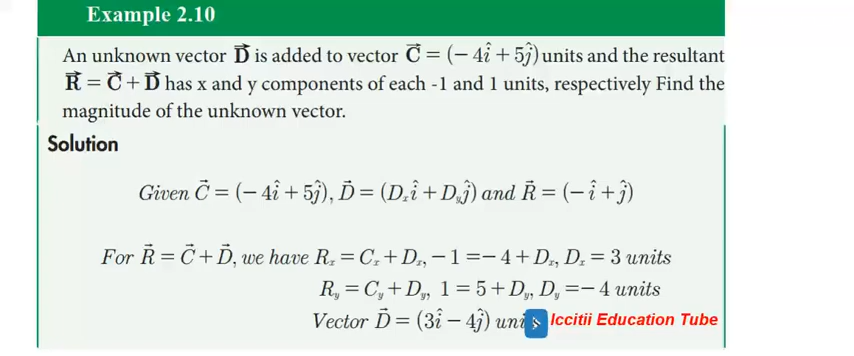 Example 2.10
An unknown vector D⃗ is added to vector C⃗ = (− 4î + 5ĵ) units and the resultant
R⃗ = C⃗ + D⃗ has x and y components of each -1 and 1 units, respectively Find the
magnitude of the unknown vector.
Solution
Given C⃗ = (− 4î + 5ĵ), D⃗ = (Dₓî + D_yĵ) and R⃗ = (− î + ĵ)
For R⃗ = C⃗ + D⃗, we have Rₓ = Cₓ + Dₓ, − 1 = − 4 + Dₓ, Dₓ = 3 units
R_y = C_y + D_y, 1 = 5 + D_y, D_y = − 4 units
Vector D⃗ = (3î − 4ĵ) Iccitii Education Tube